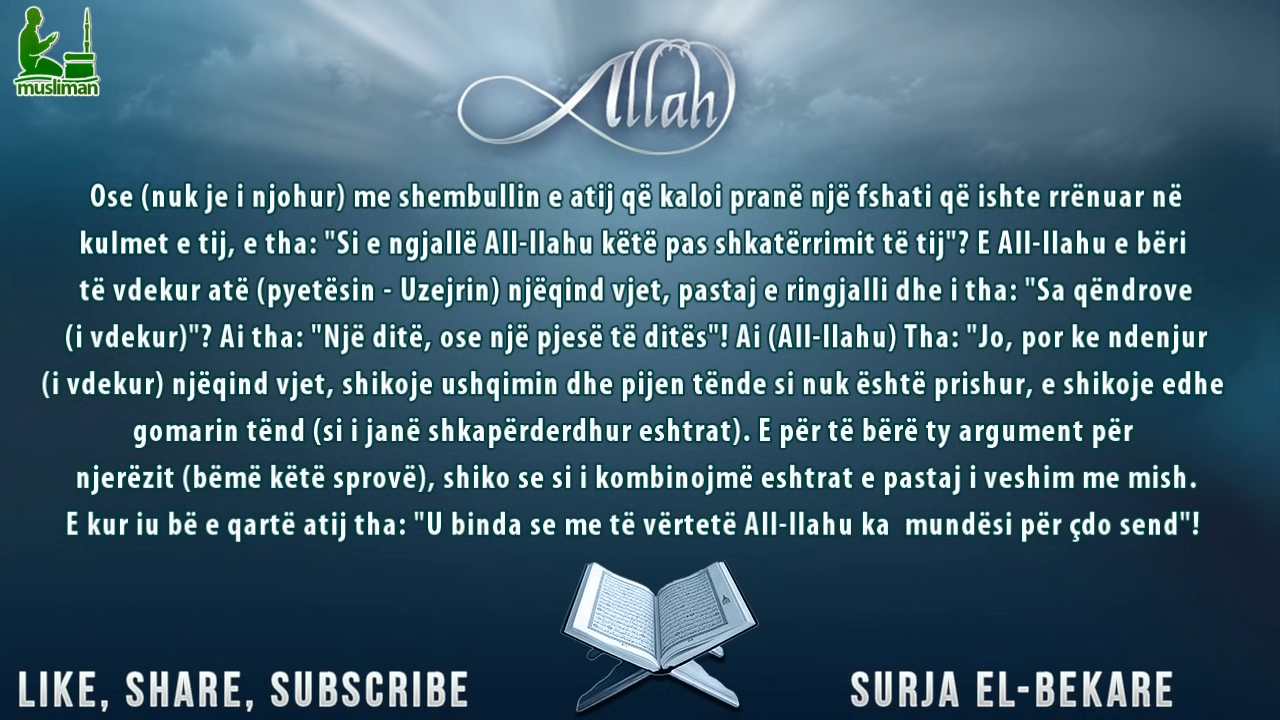 musliman
Allah
Ose (nuk je i njohur) me shembullin e atij që kaloi pranë një fshati që ishte rrënuar në
kulmet e tij, e tha: "Si e ngjallë All-llahu këtë pas shkatërrimit të tij"? E All-llahu e bëri
të vdekur atë (pyetësin - Uzejrin) njëqind vjet, pastaj e ringjalli dhe i tha: "Sa qëndrove
(i vdekur)"? Ai tha: "Një ditë, ose një pjesë të ditës"! Ai (All-llahu) Tha: "Jo, por ke ndenjur
(i vdekur) njëqind vjet, shikoje ushqimin dhe pijen tënde si nuk është prishur, e shikoje edhe
gomarin tënd (si i janë shkapërderdhur eshtrat). E për të bërë ty argument për
njerëzit (bëmë këtë sprovë), shiko se si i kombinojmë eshtrat e pastaj i veshim me mish.
E kur iu bë e qartë atij tha: "U binda se me të vërtetë All-llahu ka  mundësi për çdo send"!
LIKE, SHARE, SUBSCRIBE
SURJA EL-BEKARE